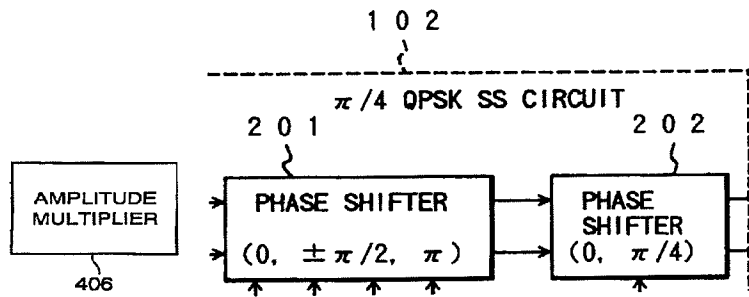 1 0 2
π/4 QPSK SS CIRCUIT
2 0 1
2 0 2
AMPLITUDE
MULTIPLIER
406
PHASE SHIFTER
(0, ±π/2, π)
PHASE
SHIFTER
(0, π/4)